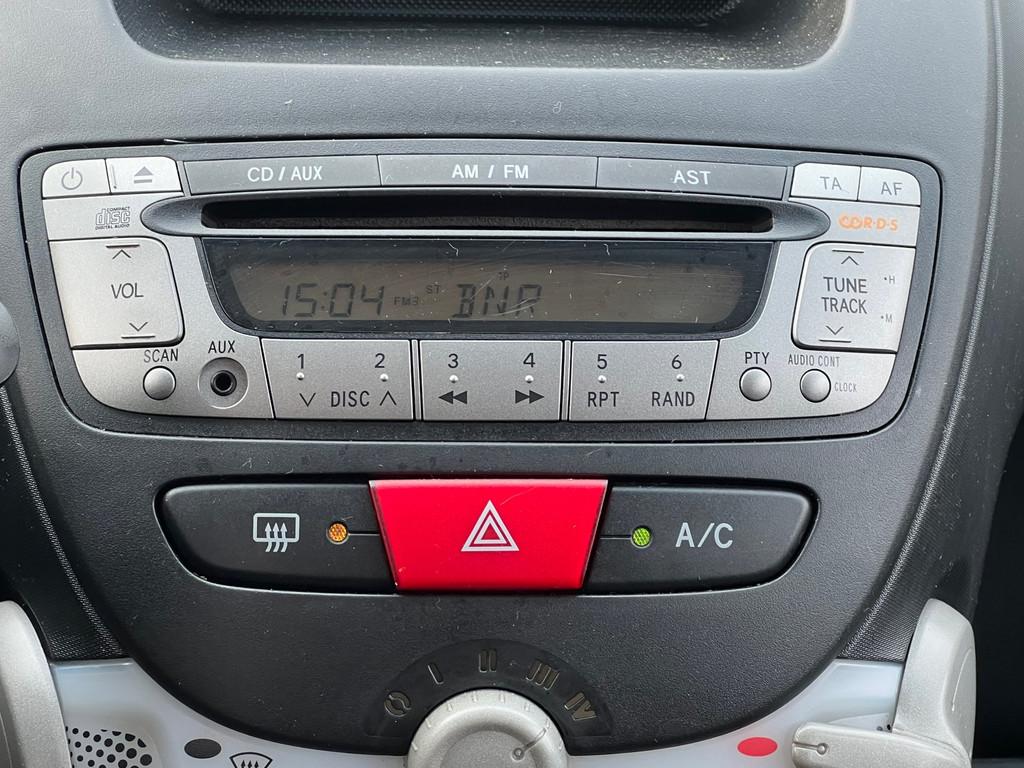 CD / AUX AM / FM AST TA AF
COMPACT disc DIGITAL AUDIO R·D·S
VOL 15:04 FM3 ST BNR TUNE TRACK ·H ·M
SCAN AUX 1 2 3 4 5 6 PTY AUDIO CONT
DISC RPT RAND CLOCK
A/C
0 I II III IV